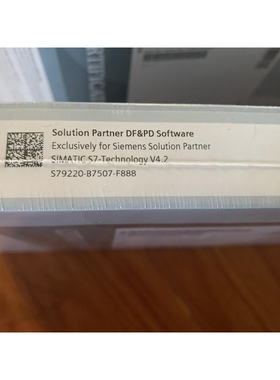 Solution Partner DF&PD Software
Exclusively for Siemens Solution Partner
SIMATIC S7-Technology V4.2
S79220-B7507-F888